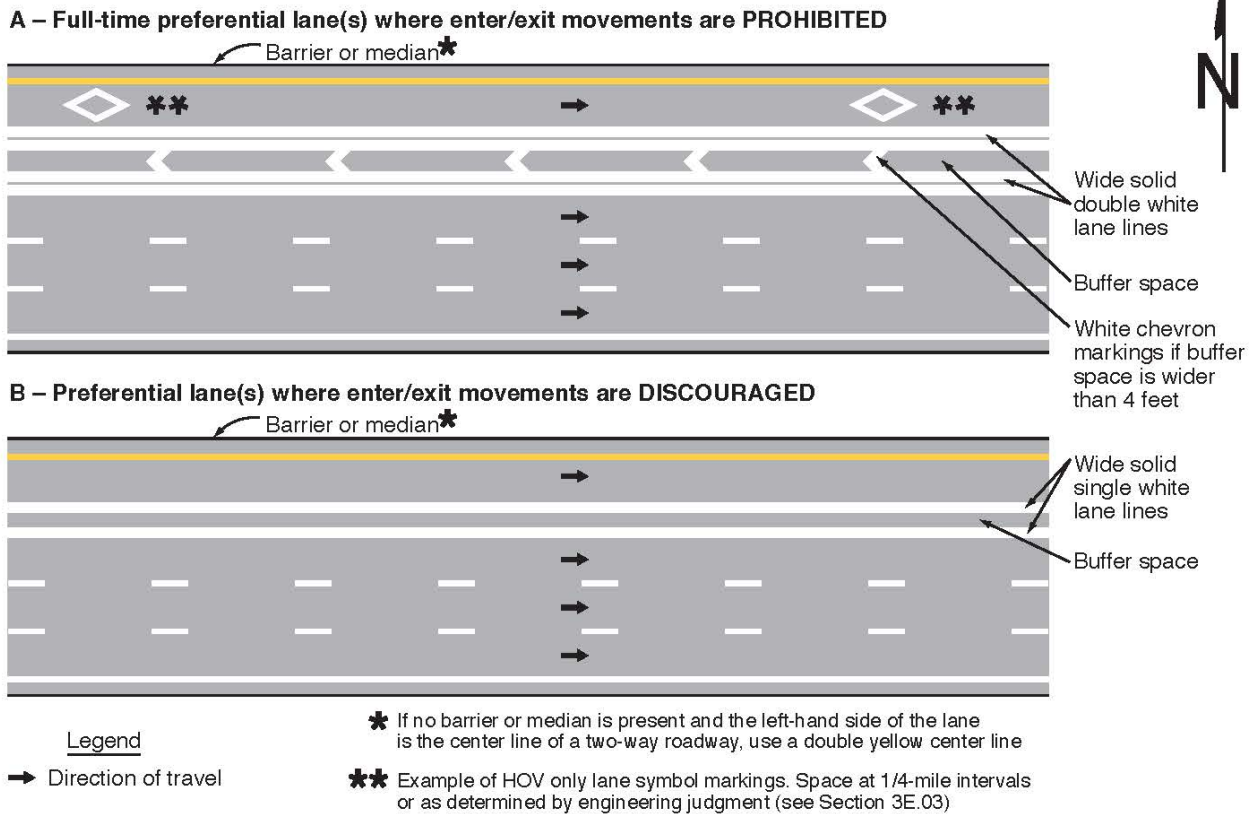 A – Full-time preferential lane(s) where enter/exit movements are PROHIBITED
Barrier or median*
N
**
**
Wide solid
double white
lane lines
Buffer space
White chevron
markings if buffer
space is wider
than 4 feet
B – Preferential lane(s) where enter/exit movements are DISCOURAGED
Barrier or median*
Wide solid
single white
lane lines
Buffer space
Legend
Direction of travel
* If no barrier or median is present and the left-hand side of the lane
is the center line of a two-way roadway, use a double yellow center line
** Example of HOV only lane symbol markings. Space at 1/4-mile intervals
or as determined by engineering judgment (see Section 3E.03)